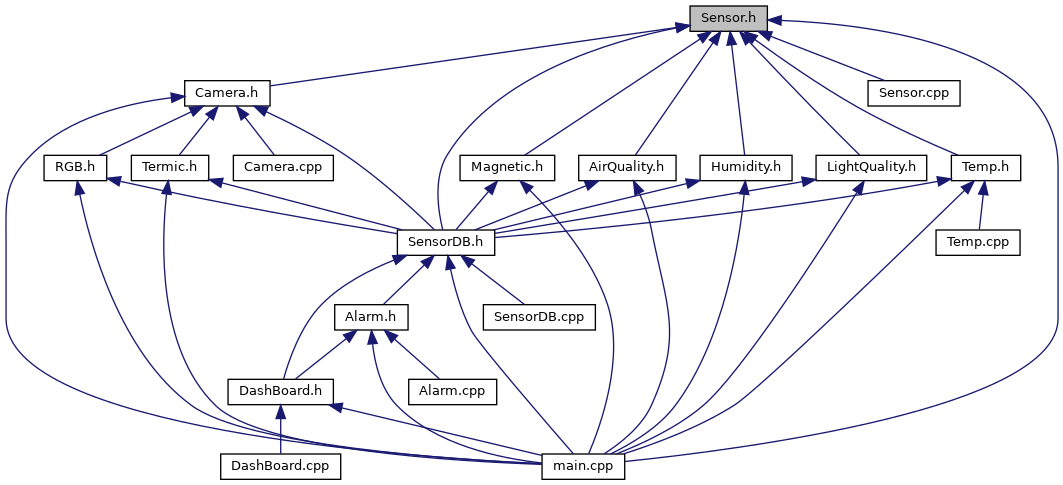 Sensor.h
Camera.h
Sensor.cpp
RGB.h
Termic.h
Camera.cpp
Magnetic.h
AirQuality.h
Humidity.h
LightQuality.h
Temp.h
SensorDB.h
Temp.cpp
Alarm.h
SensorDB.cpp
DashBoard.h
Alarm.cpp
DashBoard.cpp
main.cpp